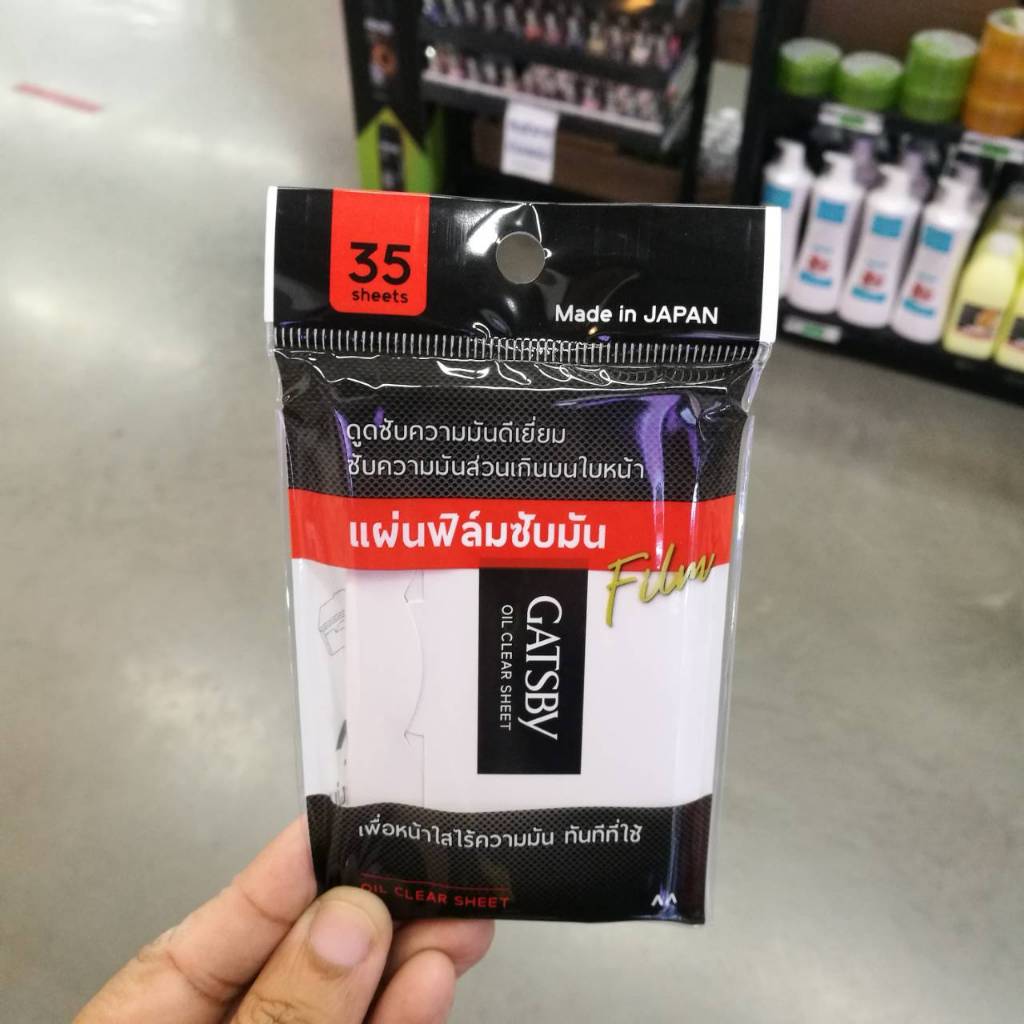 35
sheets
Made in JAPAN
ดูดซับความมันดีเยี่ยม
ซับความมันส่วนเกินบนใบหน้า
แผ่นฟิล์มซับมัน
Film
GATSBY
OIL CLEAR SHEET
เพื่อหน้าใสไร้ความมัน ทันทีที่ใช้
OIL CLEAR SHEET